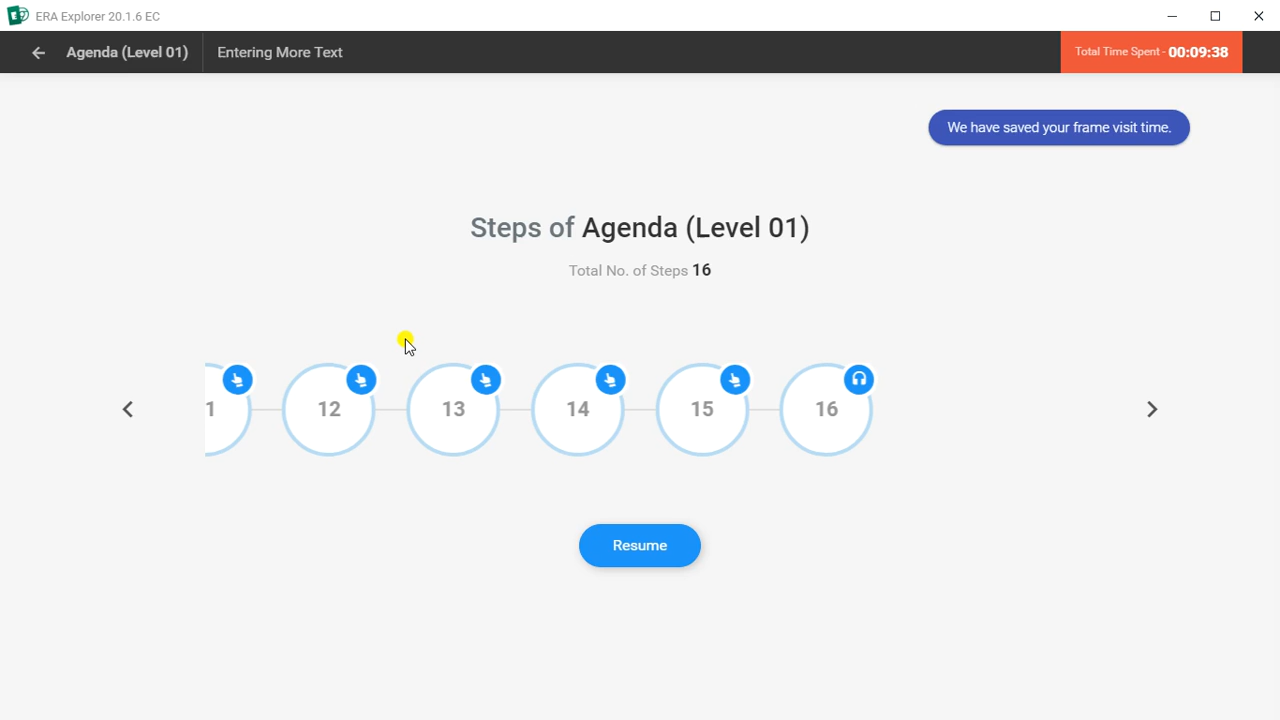 ERA Explorer 20.1.6 EC
Agenda (Level 01) Entering More Text Total Time Spent - 00:09:38
We have saved your frame visit time.
Steps of Agenda (Level 01)
Total No. of Steps 16
1 12 13 14 15 16
Resume